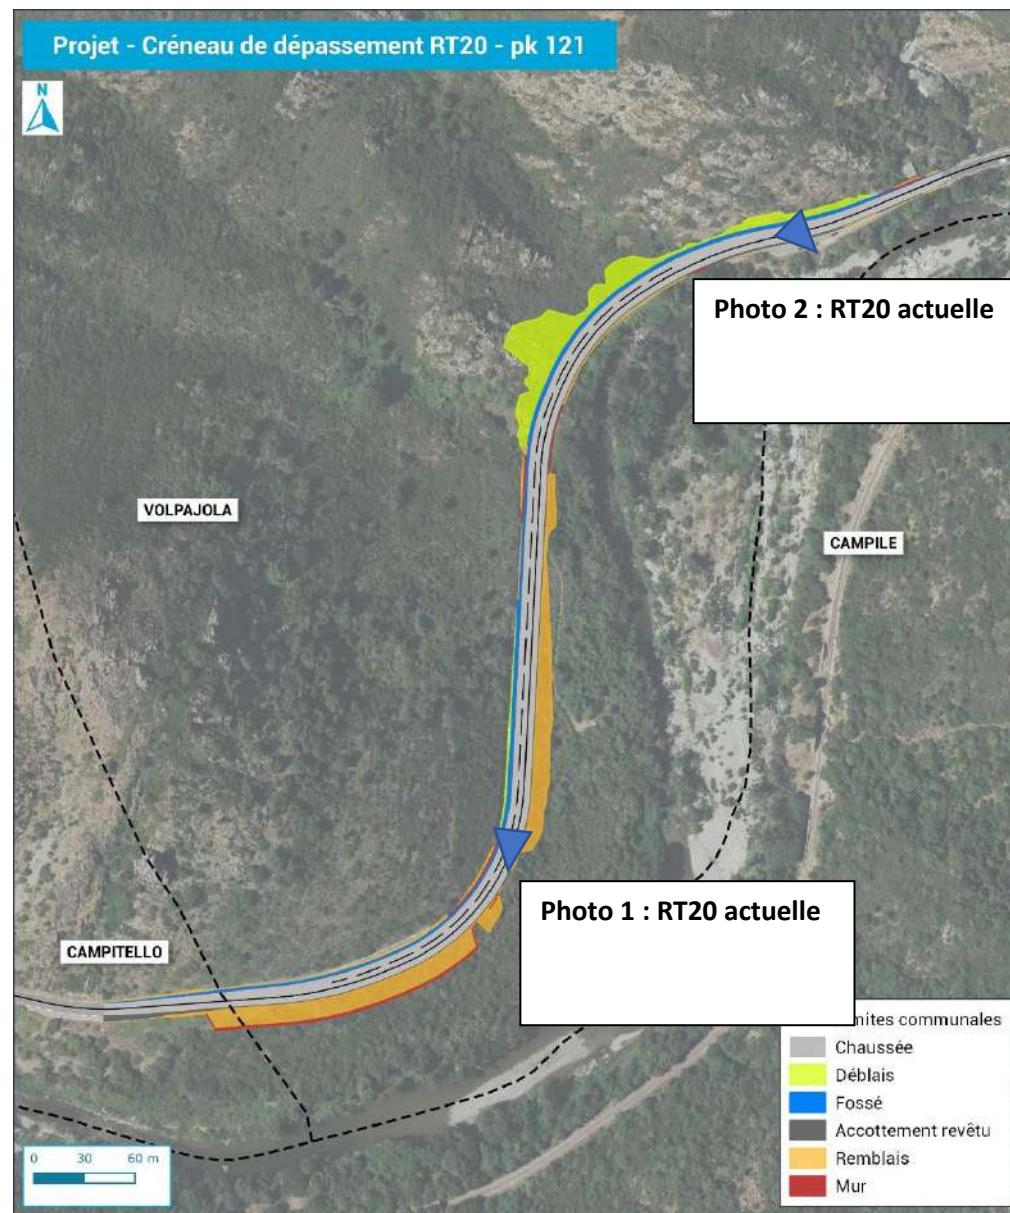 Projet - Créneau de dépassement RT20 - pk 121
N
Photo 2 : RT20 actuelle
VOLPAJOLA
CAMPILE
Photo 1 : RT20 actuelle
CAMPITELLO
communales
Chaussée
Déblais
Fossé
Accottement revêtu
Remblais
Mur
0 30 60 m